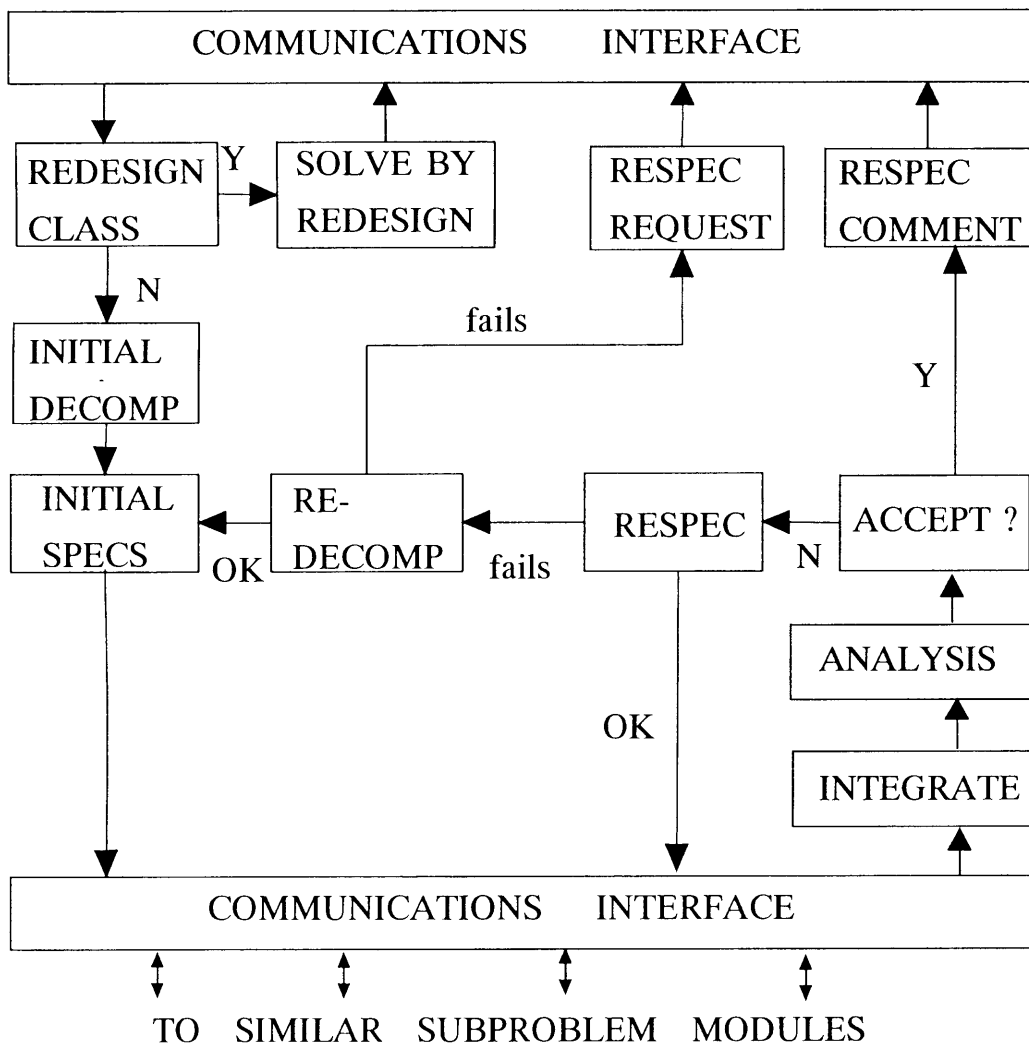 COMMUNICATIONS INTERFACE
REDESIGN
CLASS
Y
SOLVE BY
REDESIGN
RESPEC
REQUEST
RESPEC
COMMENT
N
fails
INITIAL
DECOMP
Y
INITIAL
SPECS
OK
RE-
DECOMP
fails
RESPEC
N
ACCEPT ?
ANALYSIS
OK
INTEGRATE
COMMUNICATIONS INTERFACE
TO SIMILAR SUBPROBLEM MODULES